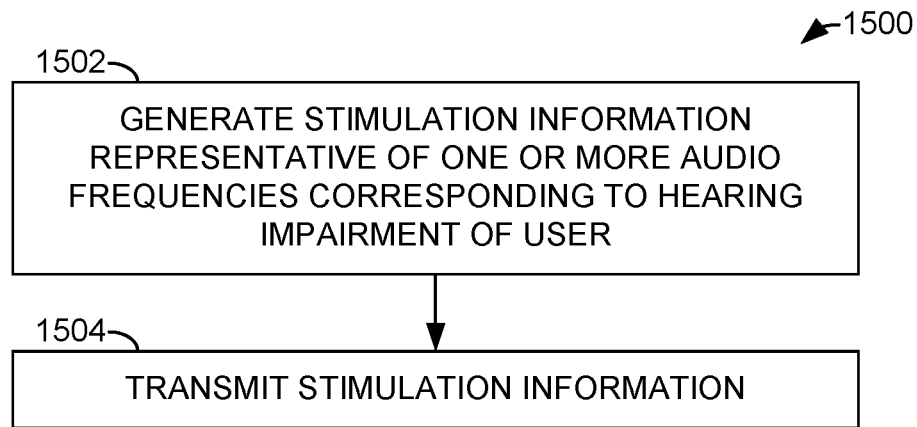 1500
1502
GENERATE STIMULATION INFORMATION
REPRESENTATIVE OF ONE OR MORE AUDIO
FREQUENCIES CORRESPONDING TO HEARING
IMPAIRMENT OF USER
1504
TRANSMIT STIMULATION INFORMATION